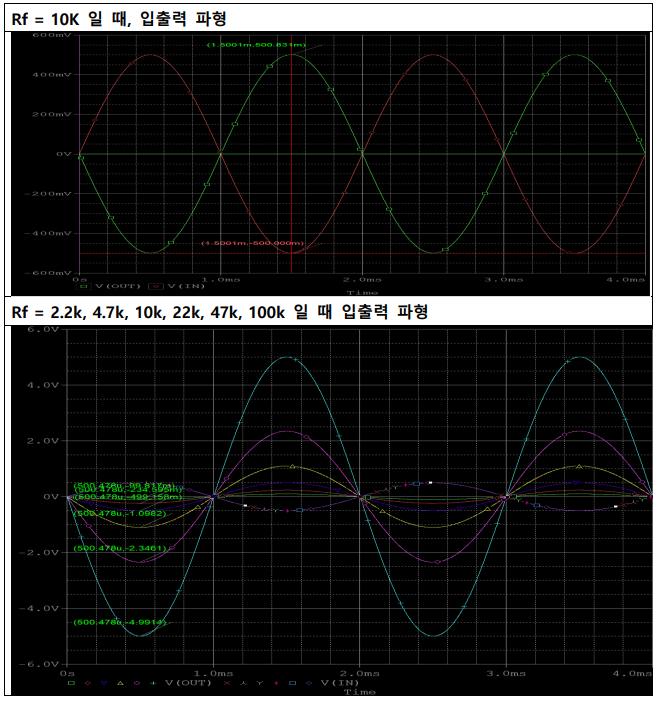 Rf = 10K 일 때, 입출력 파형
600mV
(1.5001m,500.831m)
400mV
200mV
0V
-200mV
-400mV
(1.5001m,-500.000m)
-600mV
0s 1.0ms 2.0ms 3.0ms 4.0ms
V(OUT) V(IN)
Time
Rf = 2.2k, 4.7k, 10k, 22k, 47k, 100k 일 때 입출력 파형
6.0V
4.0V
2.0V
0V
(500.478u,-499.158m)
(500.478u,-1.0982)
-2.0V
(500.478u,-2.3461)
-4.0V
(500.478u,-4.9914)
-6.0V
0s 1.0ms 2.0ms 3.0ms 4.0ms
V(OUT) V(IN)
Time